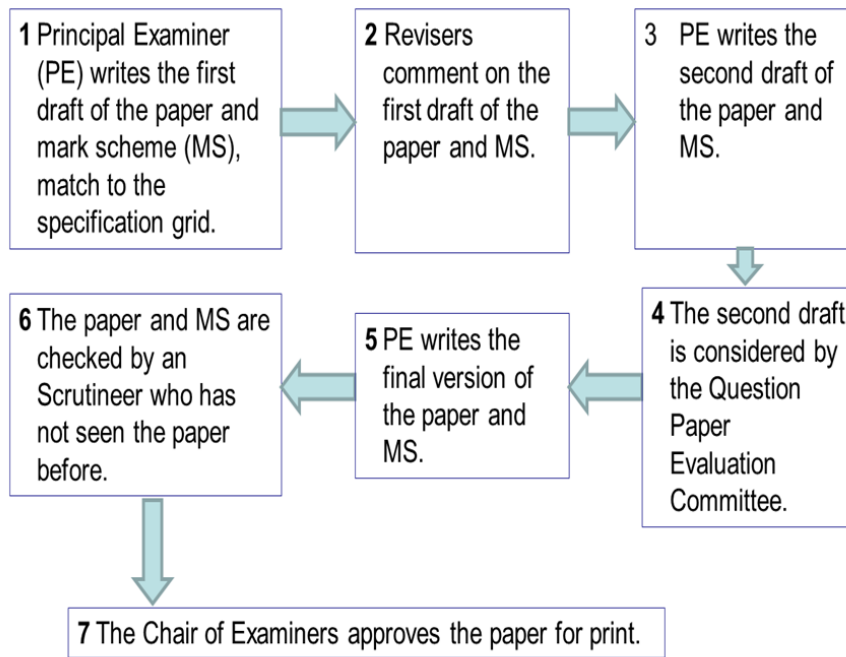 1 Principal Examiner
(PE) writes the first
draft of the paper and
mark scheme (MS),
match to the
specification grid.
2 Revisers
comment on the
first draft of the
paper and MS.
3 PE writes the
second draft of
the paper and
MS.
4 The second draft
is considered by
the Question
Paper
Evaluation
Committee.
5 PE writes the
final version of
the paper and
MS.
6 The paper and MS are
checked by an
Scrutineer who has
not seen the paper
before.
7 The Chair of Examiners approves the paper for print.